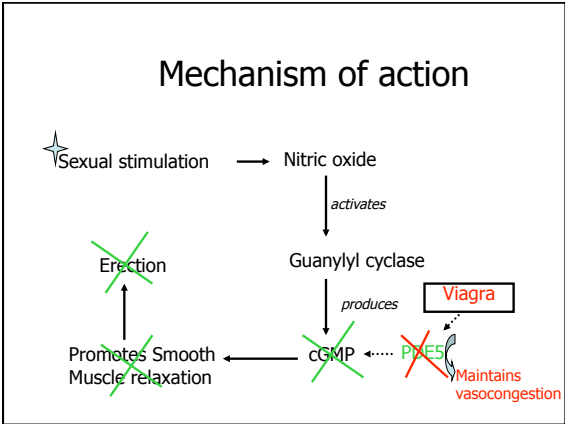 Mechanism of action
Sexual stimulation
Nitric oxide
activates
Guanylyl cyclase
Erection
produces
Viagra
Promotes Smooth
Muscle relaxation
cGMP
PDE5
Maintains
vasocongestion